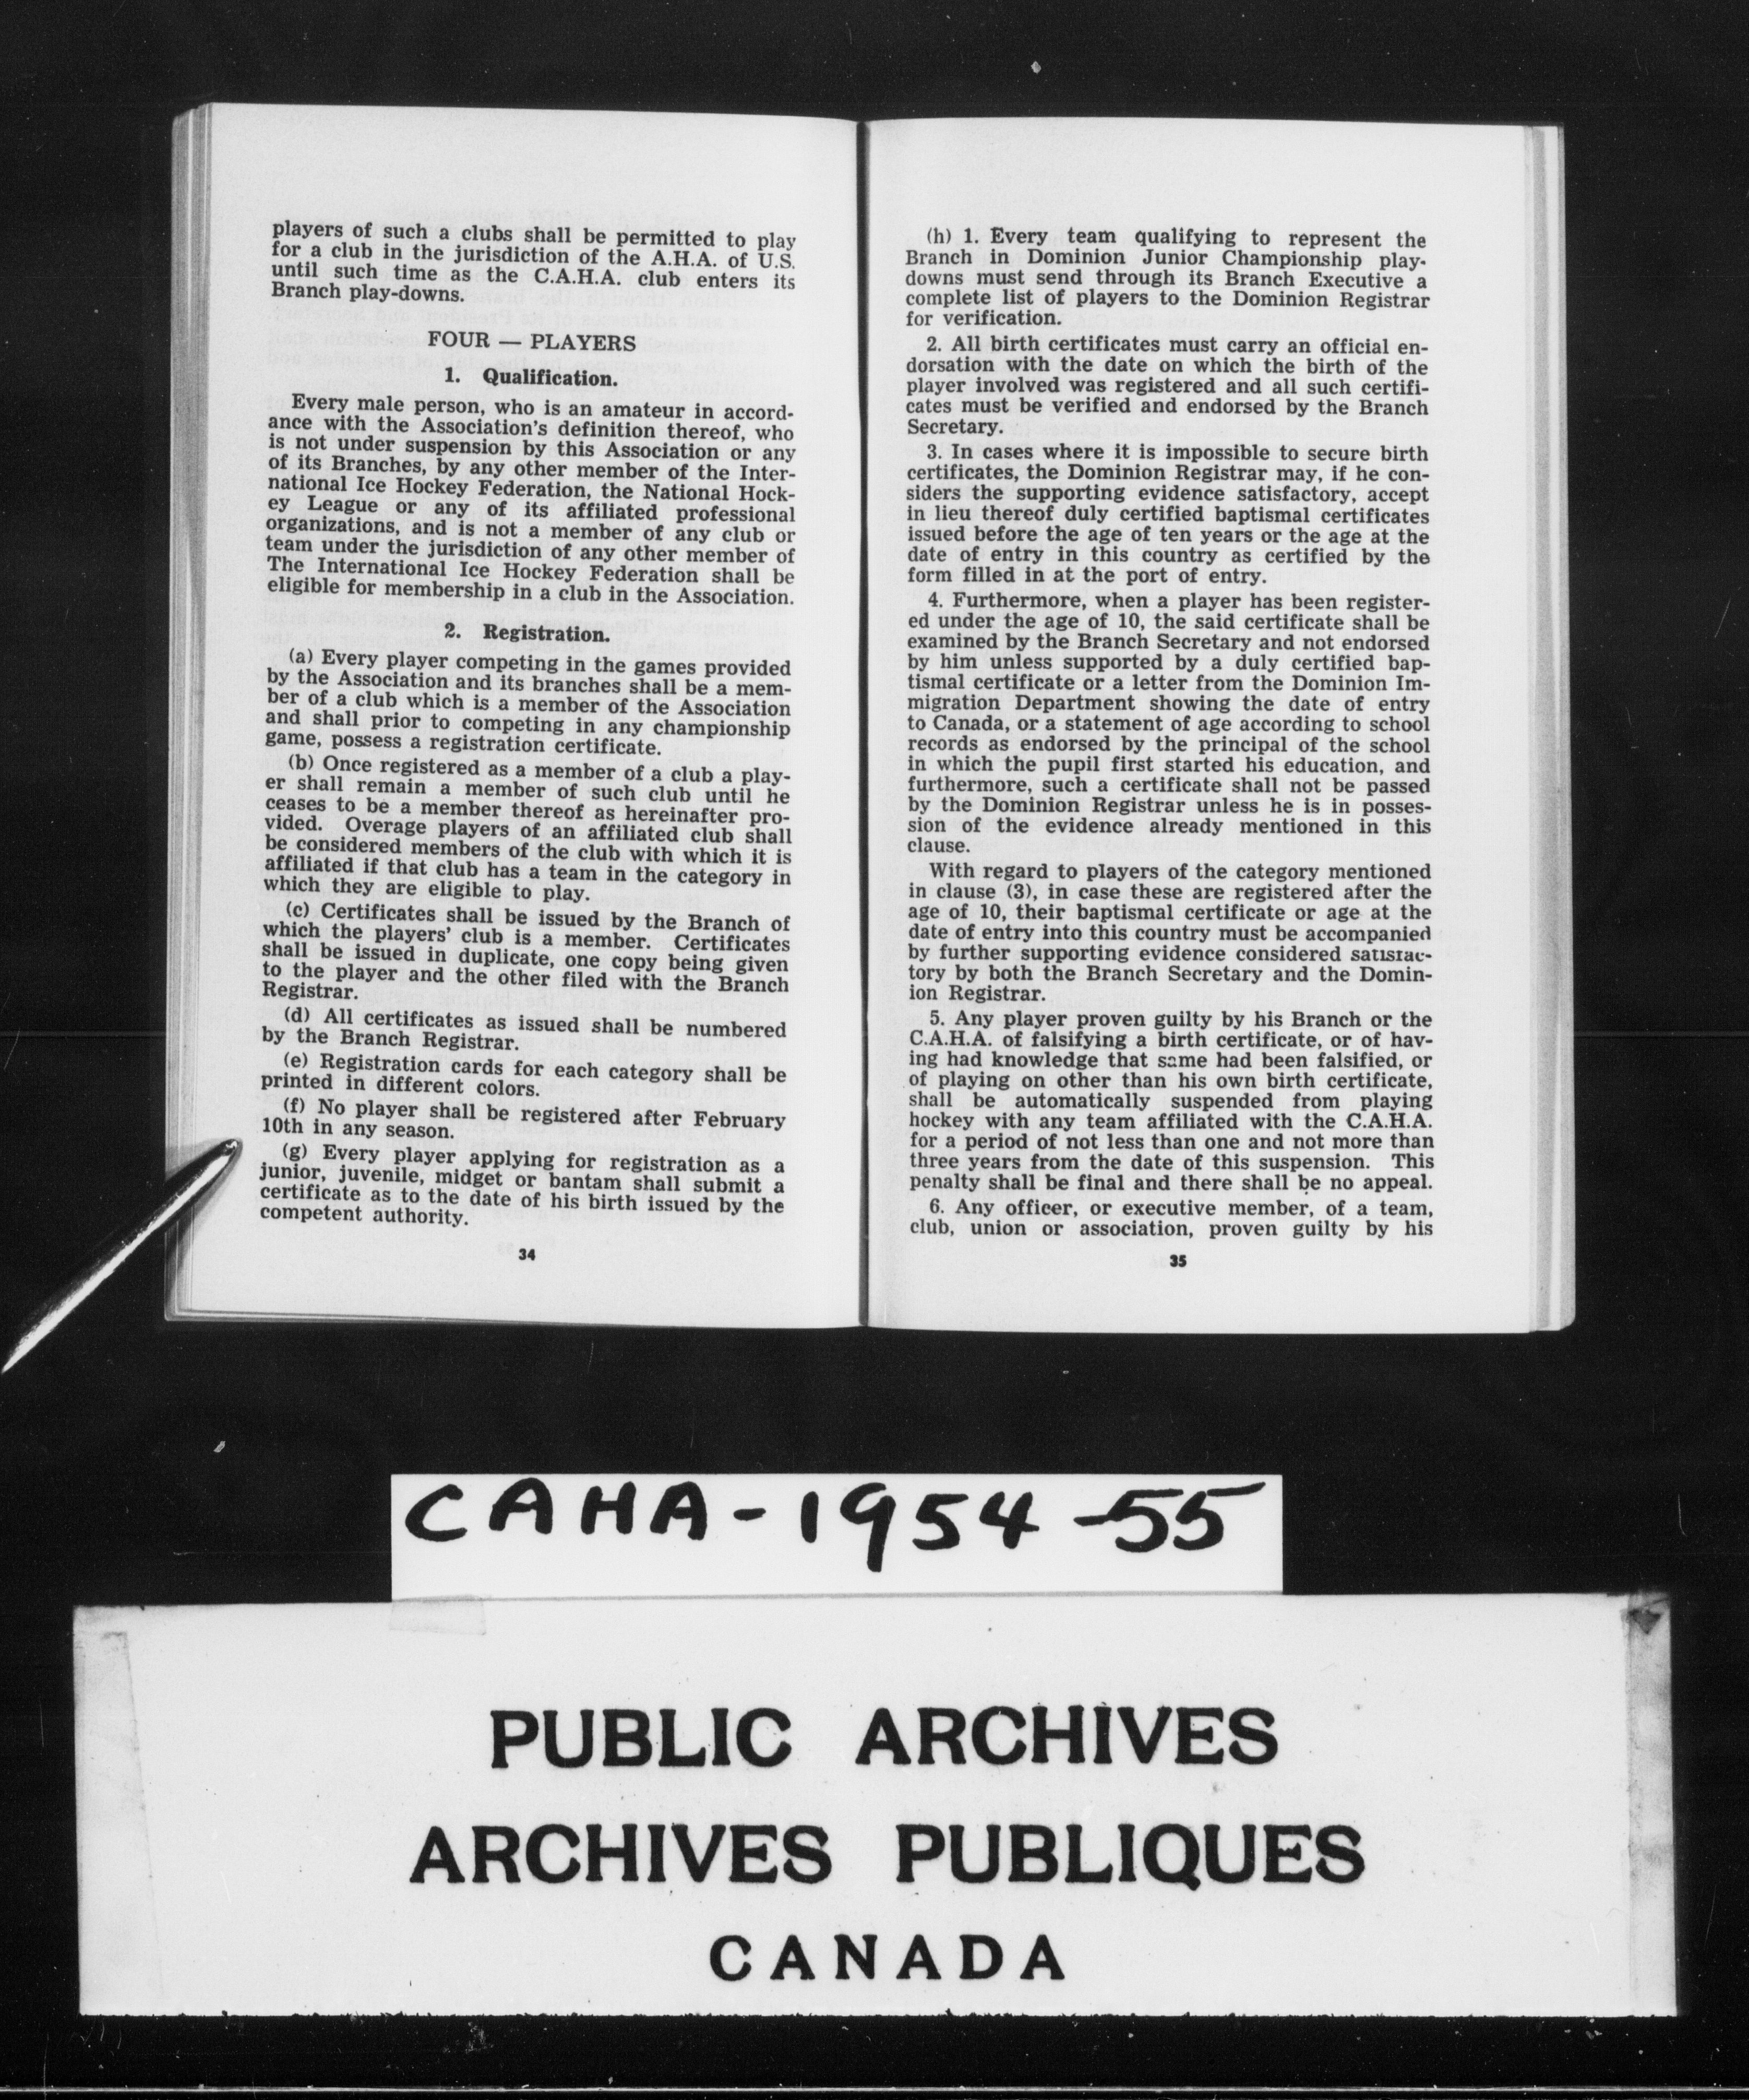 players of such a clubs shall be permitted to play
for a club in the jurisdiction of the A.H.A. of U.S.
until such time as the C.A.H.A. club enters its
Branch play-downs.
FOUR — PLAYERS
1. Qualification.
Every male person, who is an amateur in accord-
ance with the Association's definition thereof, who
is not under suspension by this Association or any
of its Branches, by any other member of the Inter-
national Ice Hockey Federation, the National Hock-
ey League or any of its affiliated professional
organizations, and is not a member of any club or
team under the jurisdiction of any other member of
The International Ice Hockey Federation shall be
eligible for membership in a club in the Association.
2. Registration.
(a) Every player competing in the games provided
by the Association and its branches shall be a mem-
ber of a club which is a member of the Association
and shall prior to competing in any championship
game, possess a registration certificate.
(b) Once registered as a member of a club a play-
er shall remain a member of such club until he
ceases to be a member thereof as hereinafter pro-
vided. Overage players of an affiliated club shall
be considered members of the club with which it is
affiliated if that club has a team in the category in
which they are eligible to play.
(c) Certificates shall be issued by the Branch of
which the players' club is a member. Certificates
shall be issued in duplicate, one copy being given
to the player and the other filed with the Branch
Registrar.
(d) All certificates as issued shall be numbered
by the Branch Registrar.
(e) Registration cards for each category shall be
printed in different colors.
(f) No player shall be registered after February
10th in any season.
(g) Every player applying for registration as a
junior, juvenile, midget or bantam shall submit a
certificate as to the date of his birth issued by the
competent authority.
34
(h) 1. Every team qualifying to represent the
Branch in Dominion Junior Championship play-
downs must send through its Branch Executive a
complete list of players to the Dominion Registrar
for verification.
2. All birth certificates must carry an official en-
dorsation with the date on which the birth of the
player involved was registered and all such certifi-
cates must be verified and endorsed by the Branch
Secretary.
3. In cases where it is impossible to secure birth
certificates, the Dominion Registrar may, if he con-
siders the supporting evidence satisfactory, accept
in lieu thereof duly certified baptismal certificates
issued before the age of ten years or the age at the
date of entry in this country as certified by the
form filled in at the port of entry.
4. Furthermore, when a player has been register-
ed under the age of 10, the said certificate shall be
examined by the Branch Secretary and not endorsed
by him unless supported by a duly certified bap-
tismal certificate or a letter from the Dominion Im-
migration Department showing the date of entry
to Canada, or a statement of age according to school
records as endorsed by the principal of the school
in which the pupil first started his education, and
furthermore, such a certificate shall not be passed
by the Dominion Registrar unless he is in posses-
sion of the evidence already mentioned in this
clause.
With regard to players of the category mentioned
in clause (3), in case these are registered after the
age of 10, their baptismal certificate or age at the
date of entry into this country must be accompanied
by further supporting evidence considered satisfac-
tory by both the Branch Secretary and the Domin-
ion Registrar.
5. Any player proven guilty by his Branch or the
C.A.H.A. of falsifying a birth certificate, or of hav-
ing had knowledge that same had been falsified, or
of playing on other than his own birth certificate,
shall be automatically suspended from playing
hockey with any team affiliated with the C.A.H.A.
for a period of not less than one and not more than
three years from the date of this suspension. This
penalty shall be final and there shall be no appeal.
6. Any officer, or executive member, of a team,
club, union or association, proven guilty by his
35
CAHA-1954-55
PUBLIC ARCHIVES
ARCHIVES PUBLIQUES
CANADA